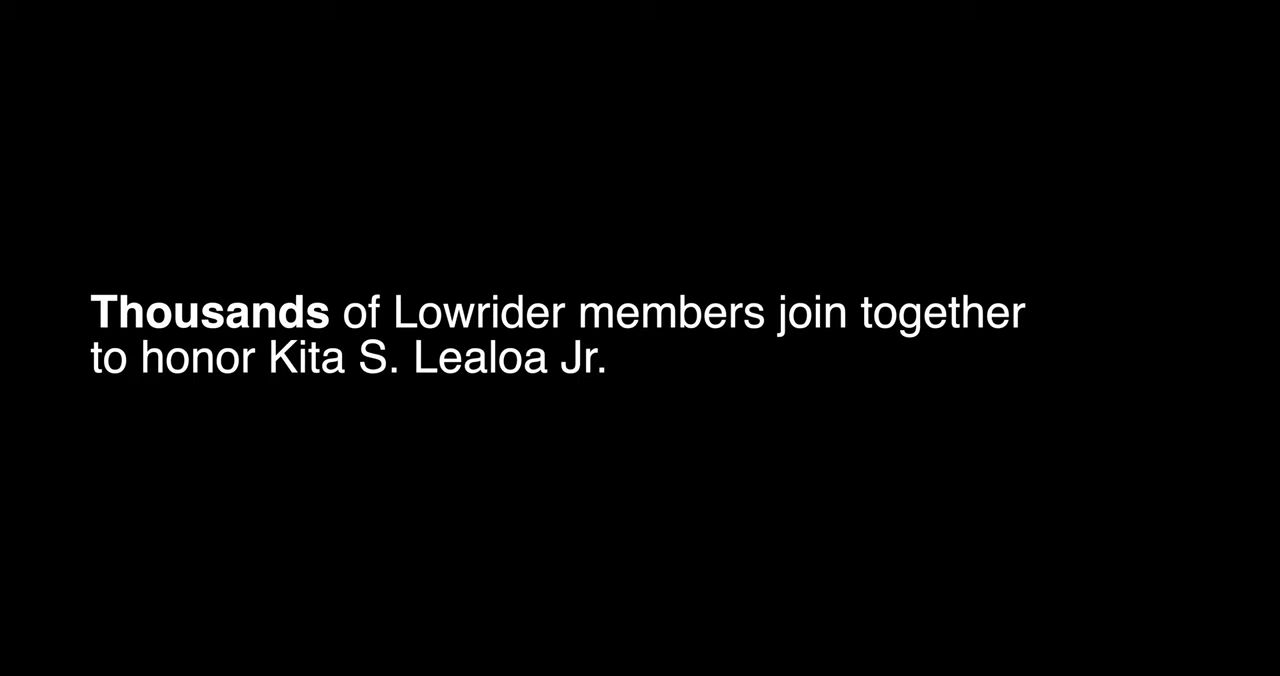 Thousands of Lowrider members join together
to honor Kita S. Lealoa Jr.